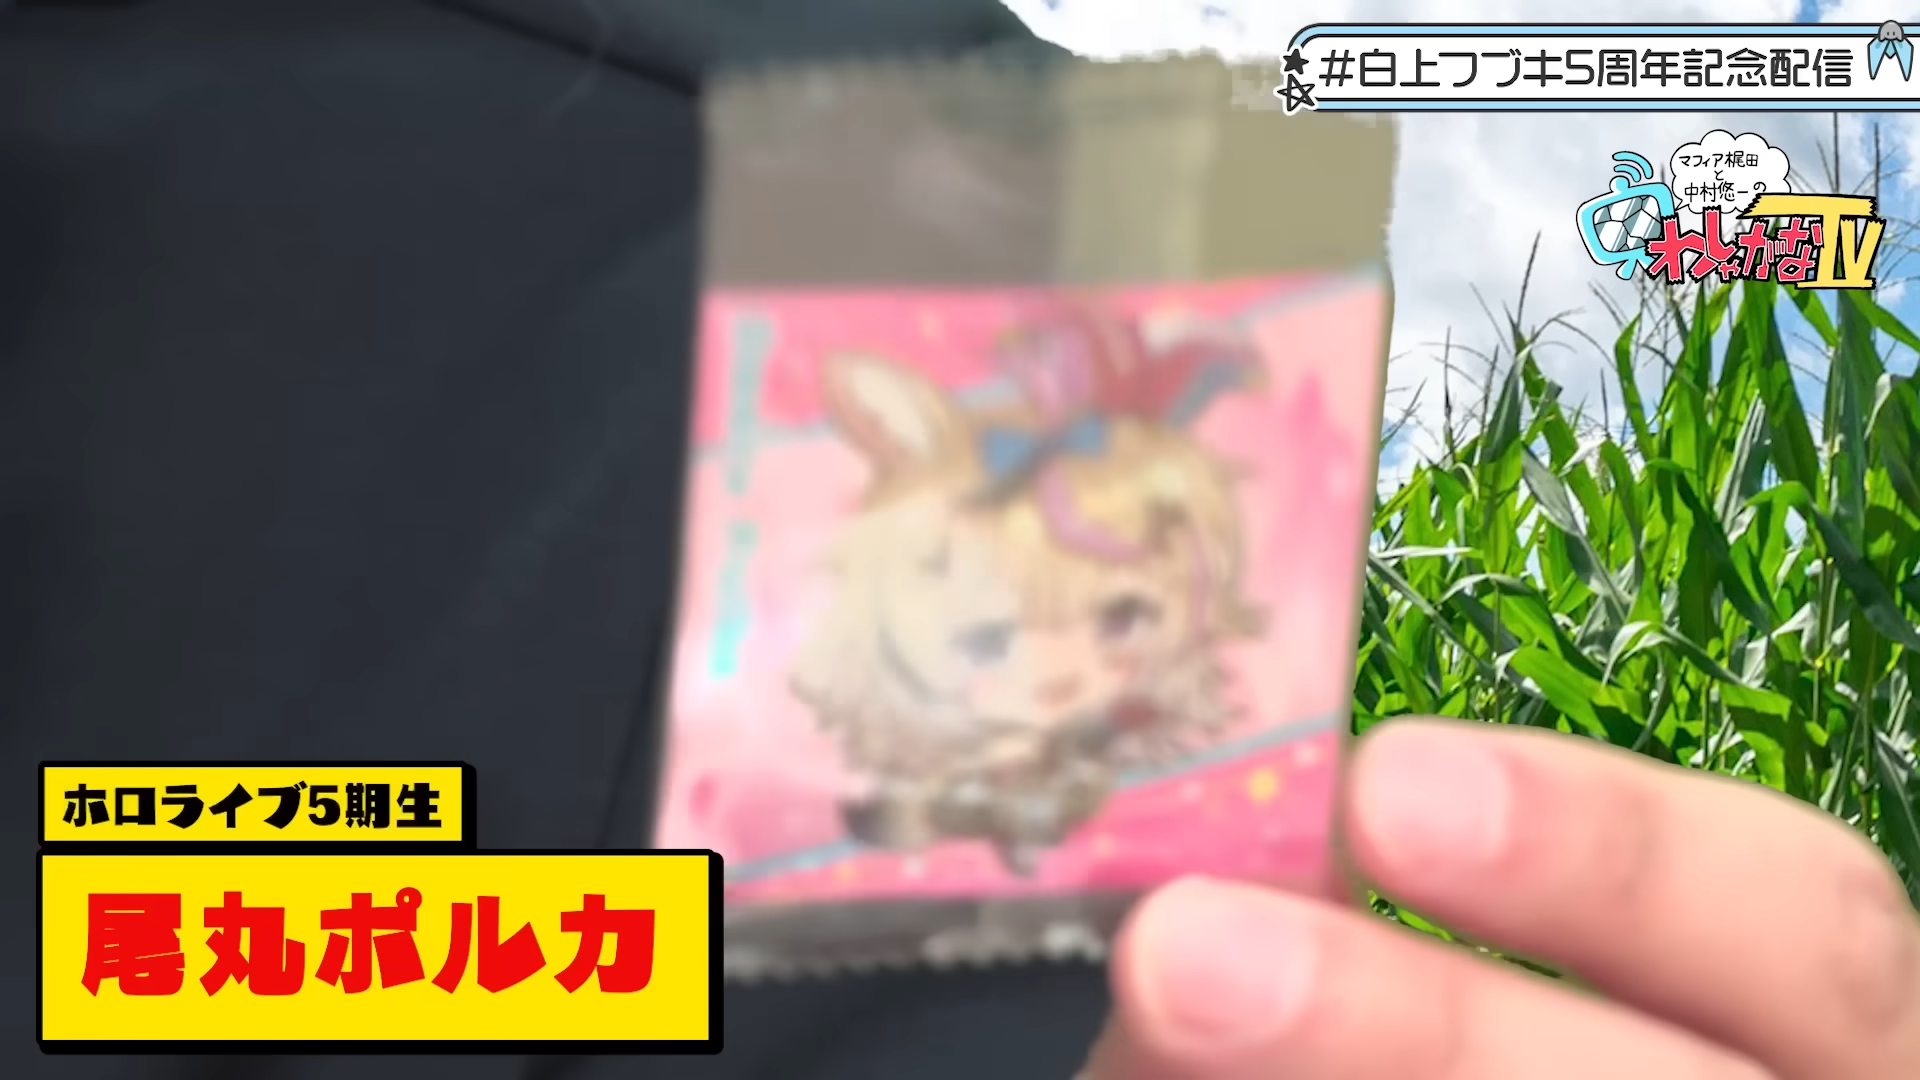 #白上フブキ5周年記念配信
マフィア梶田
と
中村悠一の
わしゃがなTV
ホロライブ5期生
尾丸ポルカ